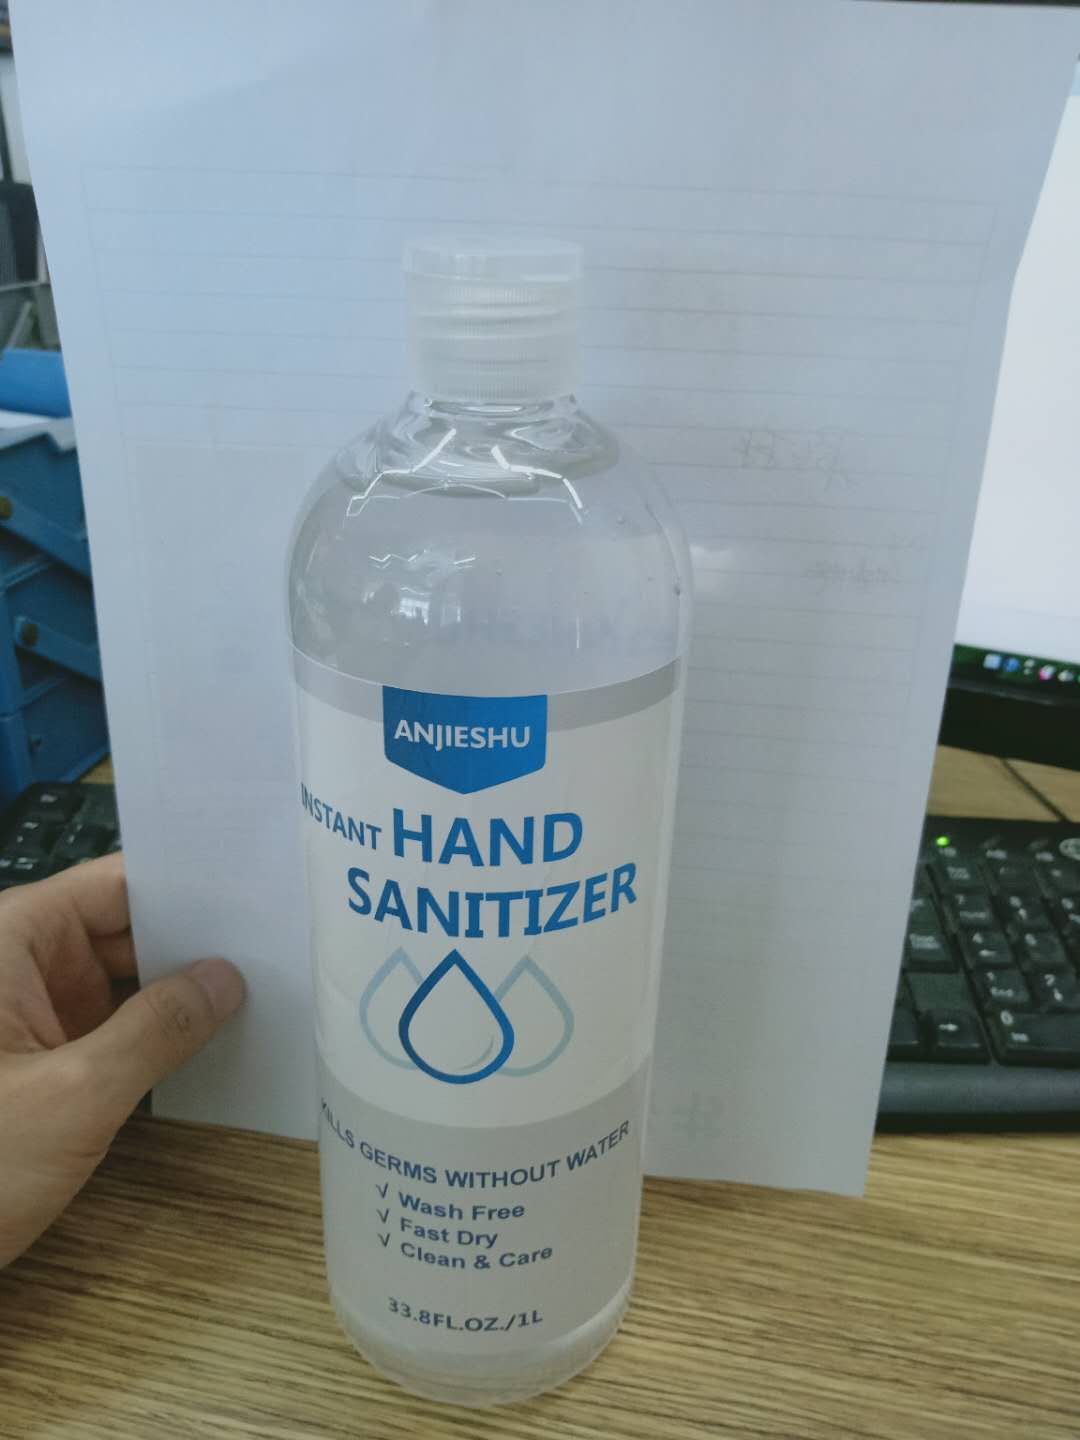 ANJIESHU
INSTANT HAND
SANITIZER
KILLS GERMS WITHOUT WATER
√ Wash Free
√ Fast Dry
√ Clean & Care
33.8FL.OZ./1L